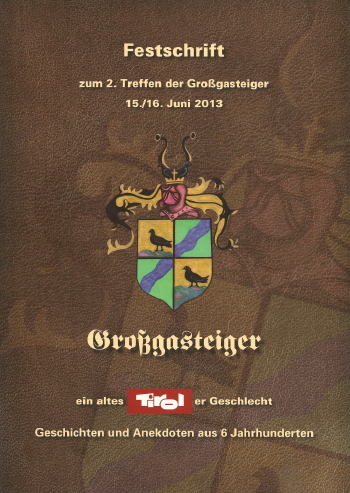 Festschrift
zum 2. Treffen der Großgasteiger
15./16. Juni 2013
Großgasteiger
ein altes Tirol er Geschlecht
Geschichten und Anekdoten aus 6 Jahrhunderten